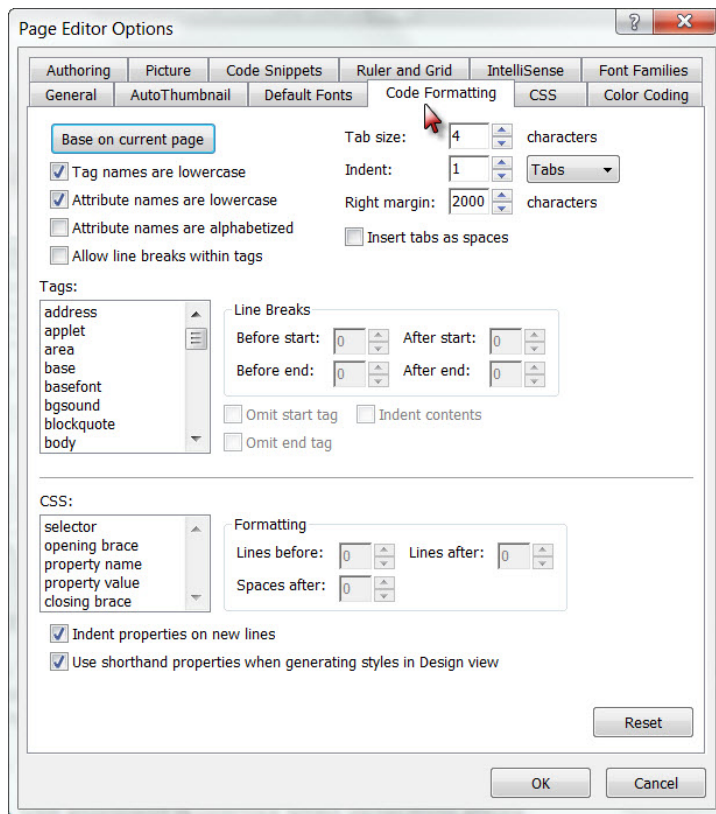 Page Editor Options
Authoring Picture Code Snippets Ruler and Grid IntelliSense Font Families
General AutoThumbnail Default Fonts Code Formatting CSS Color Coding
Base on current page
Tag names are lowercase
Attribute names are lowercase
Attribute names are alphabetized
Allow line breaks within tags
Tab size: 4 characters
Indent: 1 Tabs
Right margin: 2000 characters
Insert tabs as spaces
Tags:
address
applet
area
base
basefont
bgsound
blockquote
body
Line Breaks
Before start: 0 After start: 0
Before end: 0 After end: 0
Omit start tag Indent contents
Omit end tag
CSS:
selector
opening brace
property name
property value
closing brace
Formatting
Lines before: 0 Lines after: 0
Spaces after: 0
Indent properties on new lines
Use shorthand properties when generating styles in Design view
Reset
OK Cancel